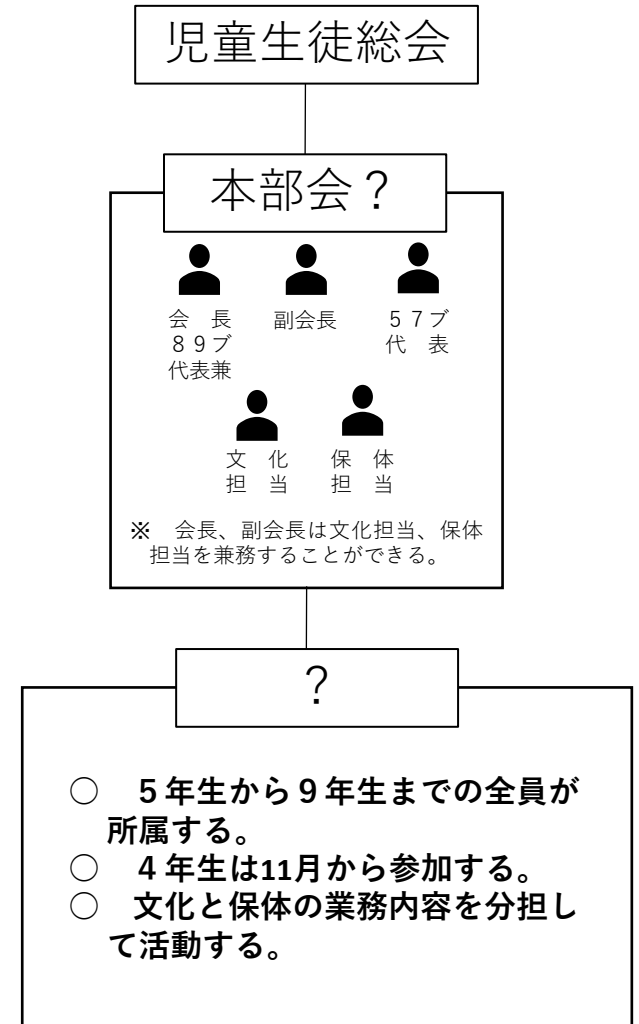 児童生徒総会
本部会？
会　長
８９ブ
代表兼
副会長
５７ブ
代　表
文　化
担　当
保　体
担　当
※　会長、副会長は文化担当、保体
担当を兼務することができる。
？
○　５年生から９年生までの全員が
所属する。
○　４年生は11月から参加する。
○　文化と保体の業務内容を分担し
て活動する。